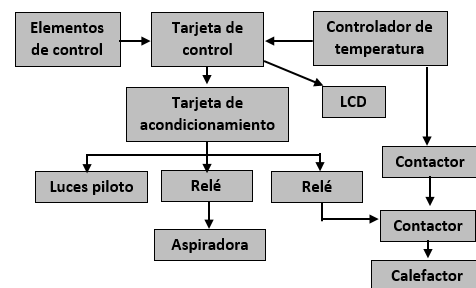 Elementos
de control
Tarjeta de
control
Controlador de
temperatura
LCD
Tarjeta de
acondicionamiento
Contactor
Luces piloto
Relé
Relé
Contactor
Aspiradora
Calefactor